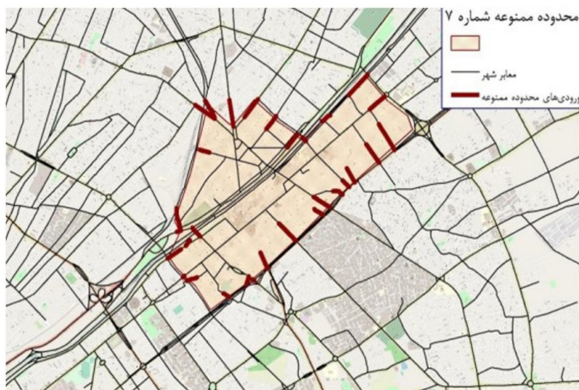 محدوده ممنوعه شماره ۷
معابر شهر
ورودی‌های محدوده ممنوعه